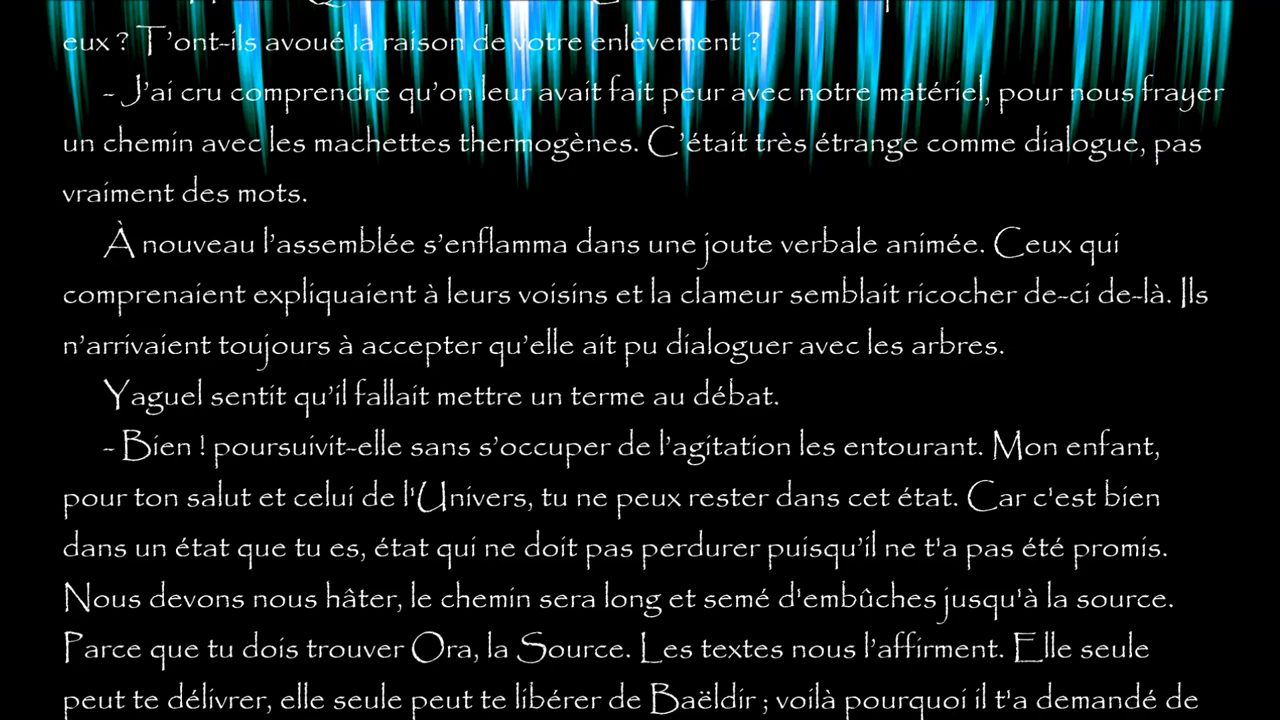 eux ? T’ont-ils avoué la raison de votre enlèvement ?
- J’ai cru comprendre qu’on leur avait fait peur avec notre matériel, pour nous frayer
un chemin avec les machettes thermogènes. C’était très étrange comme dialogue, pas
vraiment des mots.
À nouveau l’assemblée s’enflamma dans une joute verbale animée. Ceux qui
comprenaient expliquaient à leurs voisins et la clameur semblait ricocher de-ci de-là. Ils
n’arrivaient toujours à accepter qu’elle ait pu dialoguer avec les arbres.
Yaguel sentit qu’il fallait mettre un terme au débat.
- Bien ! poursuivit-elle sans s’occuper de l’agitation les entourant. Mon enfant,
pour ton salut et celui de l'Univers, tu ne peux rester dans cet état. Car c'est bien
dans un état que tu es, état qui ne doit pas perdurer puisqu’il ne t'a pas été promis.
Nous devons nous hâter, le chemin sera long et semé d'embûches jusqu'à la source.
Parce que tu dois trouver Ora, la Source. Les textes nous l’affirment. Elle seule
peut te délivrer, elle seule peut te libérer de Baëldir ; voilà pourquoi il t'a demandé de